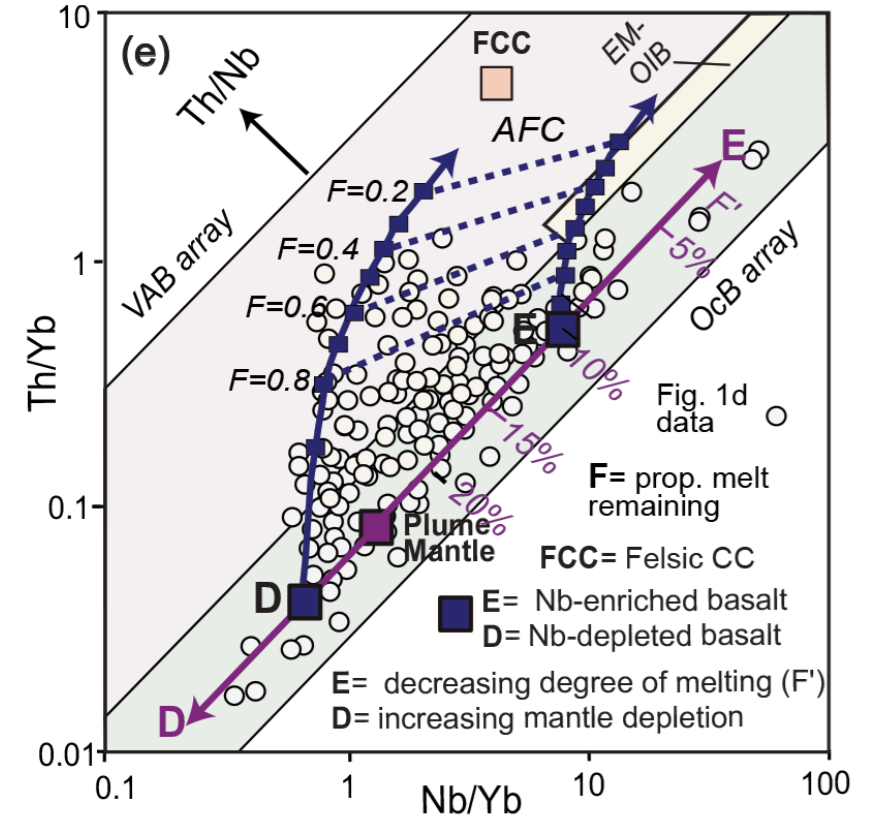 10
(e)
FCC
EM-
OIB
Th/Nb
AFC
E
F=0.2
F'
VAB array
F=0.4
5%
1
OcB array
F=0.6
E
Th/Yb
F=0.8
10%
Fig. 1d
data
15%
F= prop. melt
remaining
20%
0.1
Plume
Mantle
FCC= Felsic CC
D
E= Nb-enriched basalt
D= Nb-depleted basalt
E= decreasing degree of melting (F')
D
D= increasing mantle depletion
0.01
0.1
1
10
100
Nb/Yb